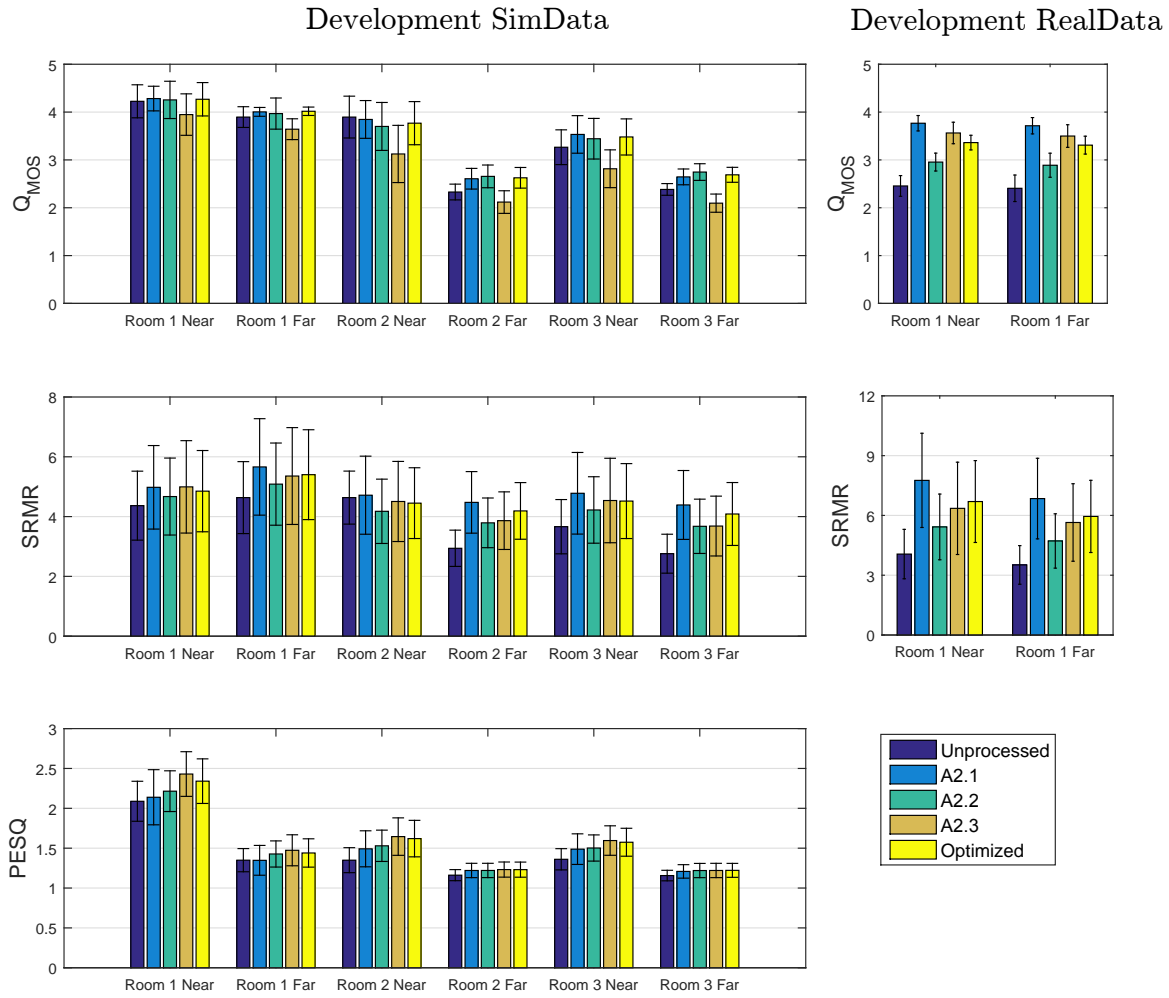 Development SimData
Development RealData
5
4
3
2
1
0
Q_MOS
Room 1 Near Room 1 Far Room 2 Near Room 2 Far Room 3 Near Room 3 Far
5
4
3
2
1
0
Q_MOS
Room 1 Near Room 1 Far
8
6
4
2
0
SRMR
Room 1 Near Room 1 Far Room 2 Near Room 2 Far Room 3 Near Room 3 Far
12
9
6
3
0
SRMR
Room 1 Near Room 1 Far
3
2.5
2
1.5
1
0.5
0
PESQ
Room 1 Near Room 1 Far Room 2 Near Room 2 Far Room 3 Near Room 3 Far
Unprocessed
A2.1
A2.2
A2.3
Optimized